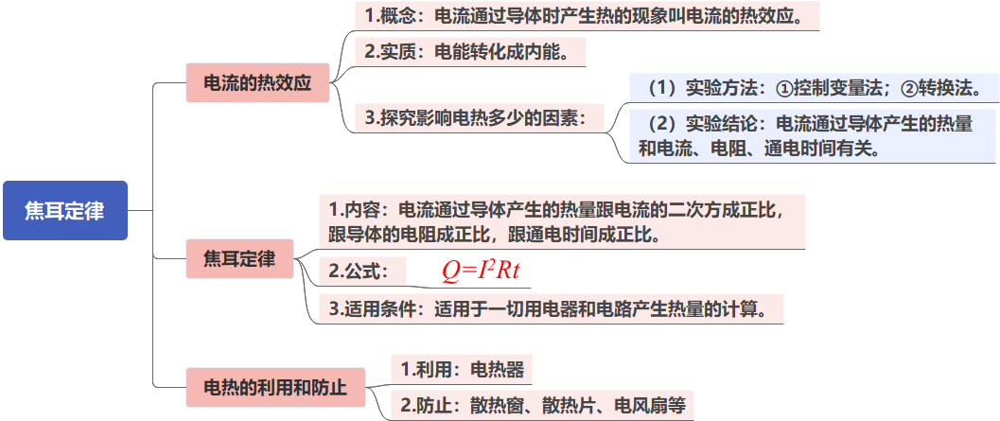 焦耳定律
电流的热效应
1.概念：电流通过导体时产生热的现象叫电流的热效应。
2.实质：电能转化成内能。
3.探究影响电热多少的因素：
（1）实验方法：①控制变量法；②转换法。
（2）实验结论：电流通过导体产生的热量
和电流、电阻、通电时间有关。
焦耳定律
1.内容：电流通过导体产生的热量跟电流的二次方成正比，
跟导体的电阻成正比，跟通电时间成正比。
2.公式：
Q=I²Rt
3.适用条件：适用于一切用电器和电路产生热量的计算。
电热的利用和防止
1.利用：电热器
2.防止：散热窗、散热片、电风扇等